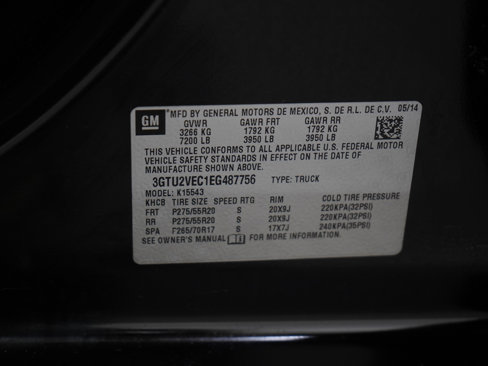 GM MFD BY GENERAL MOTORS DE MEXICO, S. DE R.L. DE C.V. 05/14
GVWR GAWR FRT GAWR RR
3266 KG 1792 KG 1792 KG
7200 LB 3950 LB 3950 LB
THIS VEHICLE CONFORMS TO ALL APPLICABLE U.S. FEDERAL MOTOR
VEHICLE SAFETY STANDARDS IN EFFECT ON THE DATE OF
MANUFACTURE SHOWN ABOVE.
3GTU2VEC1EG487756 TYPE: TRUCK
MODEL: K15543
KHCB TIRE SIZE SPEED RTG RIM COLD TIRE PRESSURE
FRT P275/55R20 S 20X9J 220KPA(32PSI)
RR P275/55R20 S 20X9J 220KPA(32PSI)
SPA P265/70R17 S 17X7J 240KPA(35PSI)
SEE OWNER'S MANUAL FOR MORE INFORMATION.